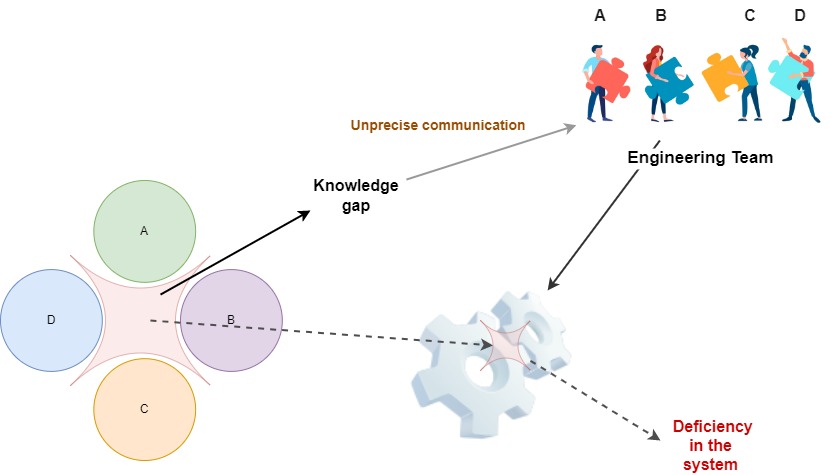 A B C D
Unprecise communication
Engineering Team
Knowledge
gap
A
D
B
C
Deficiency
in the
system